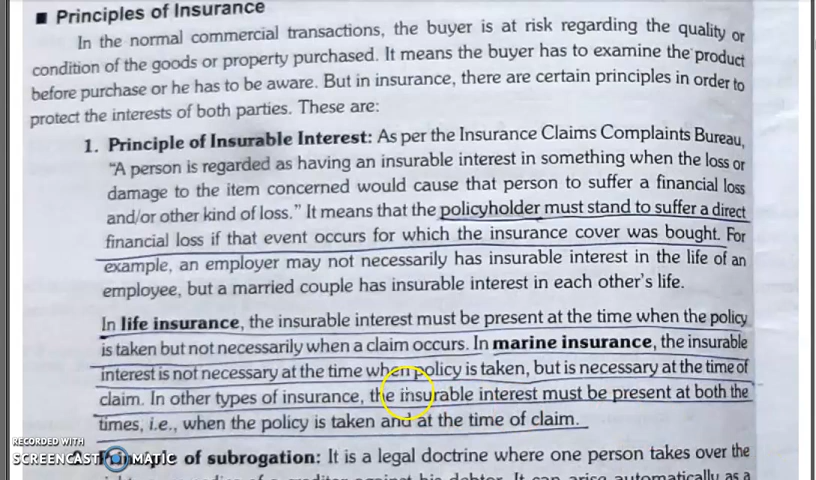 ■ Principles of Insurance
In the normal commercial transactions, the buyer is at risk regarding the quality or
condition of the goods or property purchased. It means the buyer has to examine the product
before purchase or he has to be aware. But in insurance, there are certain principles in order to
protect the interests of both parties. These are:
1. Principle of Insurable Interest: As per the Insurance Claims Complaints Bureau,
“A person is regarded as having an insurable interest in something when the loss or
damage to the item concerned would cause that person to suffer a financial loss
and/or other kind of loss.” It means that the policyholder must stand to suffer a direct
financial loss if that event occurs for which the insurance cover was bought. For
example, an employer may not necessarily has insurable interest in the life of an
employee, but a married couple has insurable interest in each other's life.
In life insurance, the insurable interest must be present at the time when the policy
is taken but not necessarily when a claim occurs. In marine insurance, the insurable
interest is not necessary at the time when policy is taken, but is necessary at the time of
claim. In other types of insurance, the insurable interest must be present at both the
times, i.e., when the policy is taken and at the time of claim.
of subrogation: It is a legal doctrine where one person takes over the
of a creditor against his debtor. It can arise automatically as a
RECORDED WITH
SCREENCAST MATIC